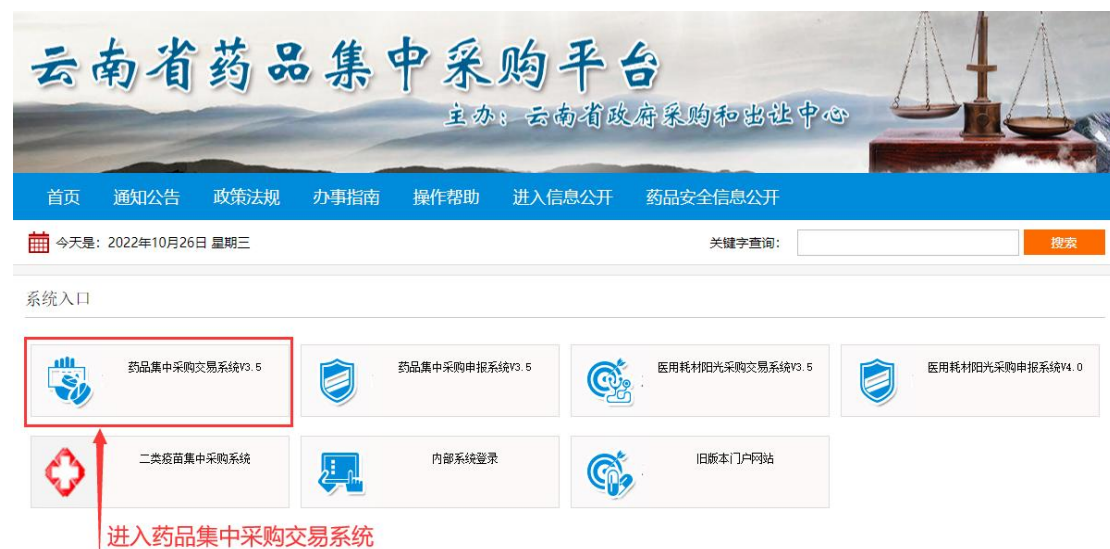 云南省药品集中采购平台
主办：云南省政府采购和出让中心
首页 通知公告 政策法规 办事指南 操作帮助 进入信息公开 药品安全信息公开
今天是：2022年10月26日 星期三 关键字查询： 搜索
系统入口
药品集中采购交易系统V3.5 药品集中采购申报系统V3.5 医用耗材阳光采购交易系统V3.5 医用耗材阳光采购申报系统V4.0
二类疫苗集中采购系统 内部系统登录 旧版本门户网站
进入药品集中采购交易系统